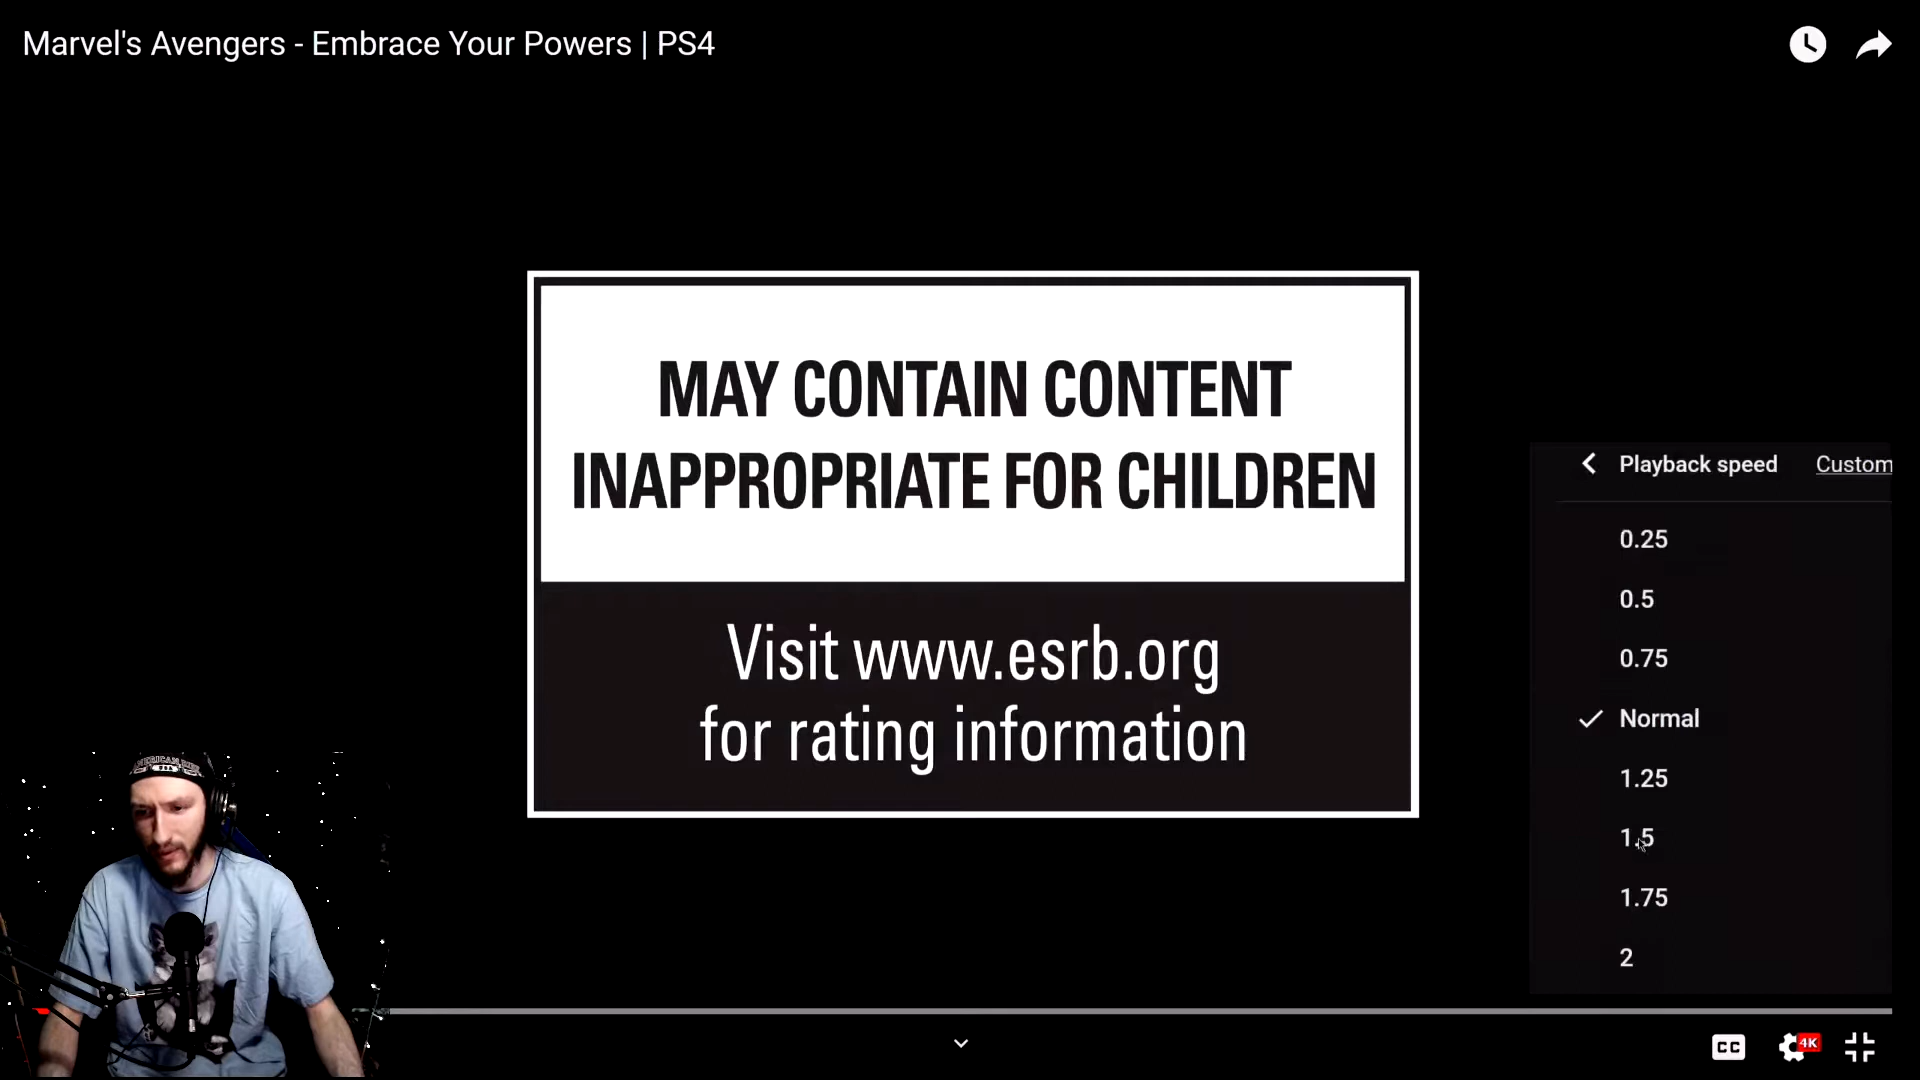 Marvel's Avengers - Embrace Your Powers | PS4
MAY CONTAIN CONTENT
INAPPROPRIATE FOR CHILDREN
Visit www.esrb.org
for rating information
Playback speed Custom
0.25
0.5
0.75
Normal
1.25
1.5
1.75
2
CC
4K